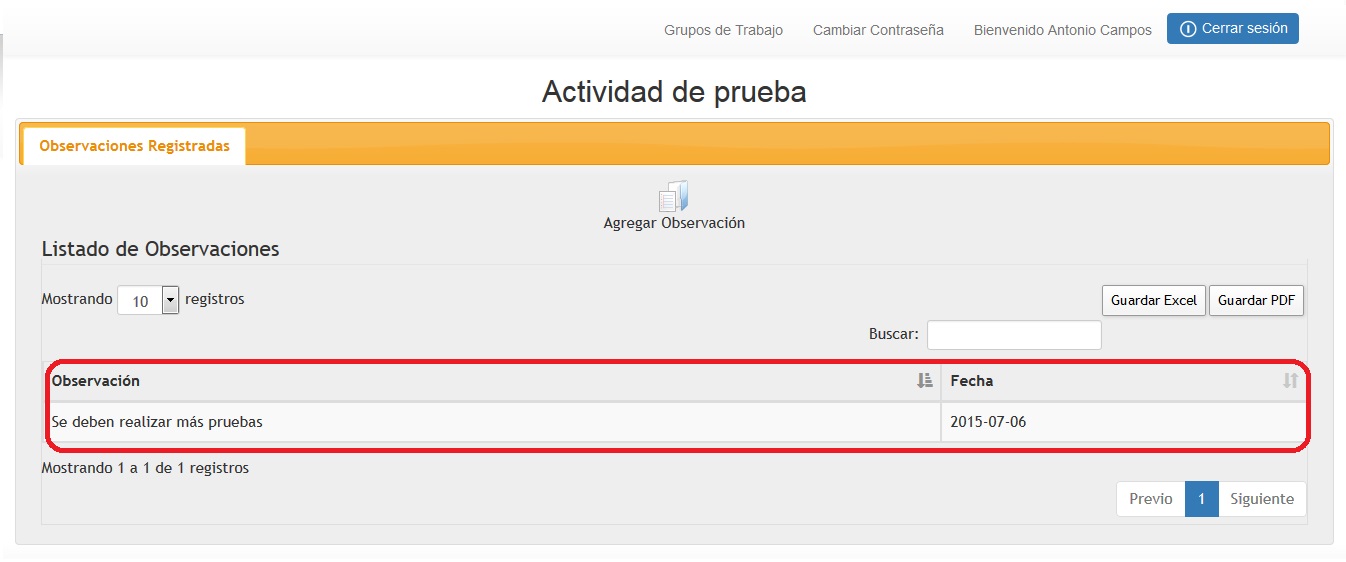 Grupos de Trabajo Cambiar Contraseña Bienvenido Antonio Campos Cerrar sesión
Actividad de prueba
Observaciones Registradas
Agregar Observación
Listado de Observaciones
Mostrando 10 registros
Guardar Excel Guardar PDF
Buscar:
Observación Fecha
Se deben realizar más pruebas 2015-07-06
Mostrando 1 a 1 de 1 registros
Previo 1 Siguiente